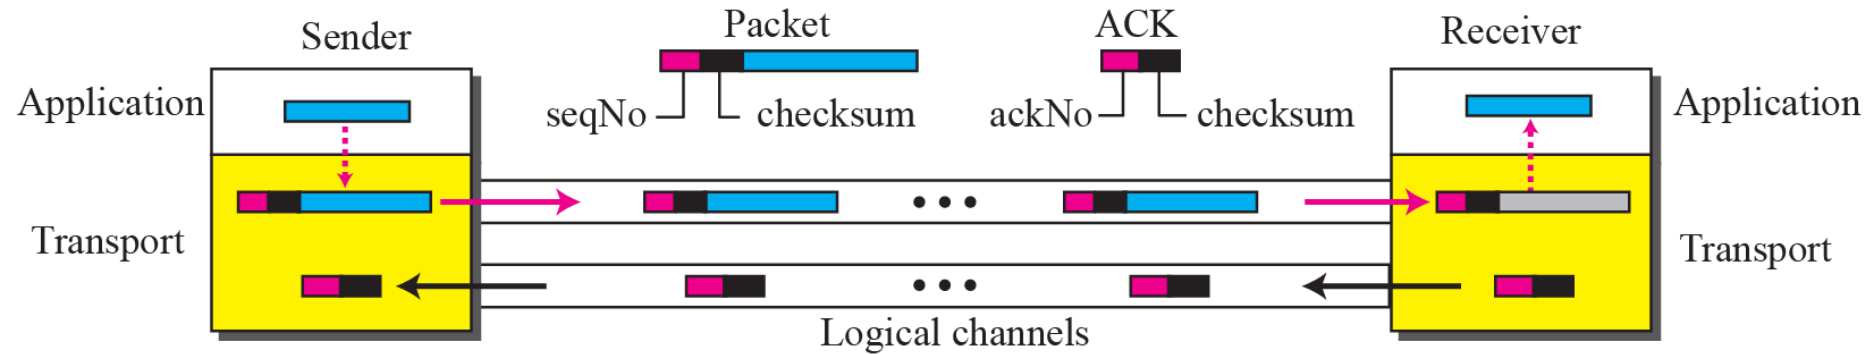 Sender
Packet
ACK
Receiver
Application
seqNo
checksum
ackNo
checksum
Application
Transport
Transport
Logical channels